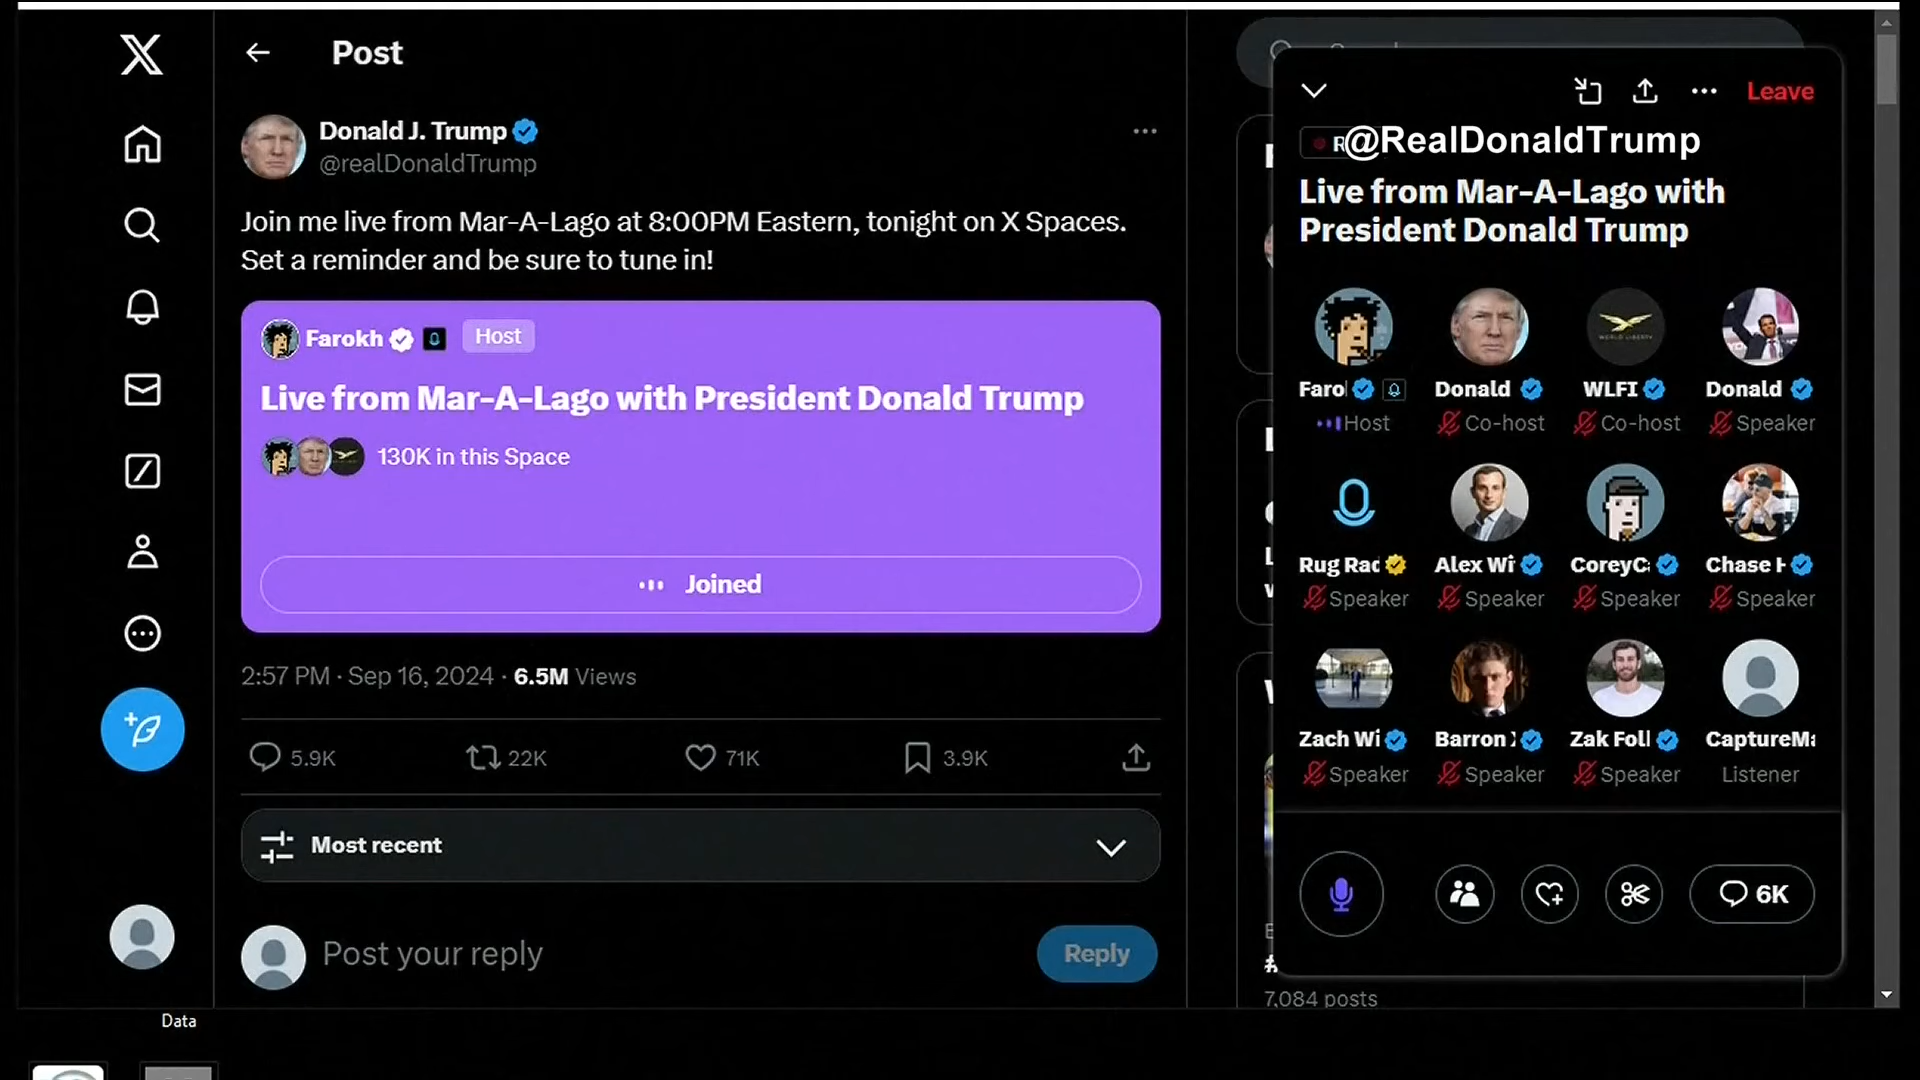 Post
Donald J. Trump
@realDonaldTrump
Join me live from Mar-A-Lago at 8:00PM Eastern, tonight on X Spaces.
Set a reminder and be sure to tune in!
Farokh
Host
Live from Mar-A-Lago with President Donald Trump
130K in this Space
Joined
2:57 PM · Sep 16, 2024 · 6.5M Views
5.9K 22K 71K 3.9K
Most recent
Post your reply
Reply
Data
Leave
@RealDonaldTrump
Live from Mar-A-Lago with
President Donald Trump
WORLD LIBERTY
Faro Donald WLFI Donald
Host Co-host Co-host Speaker
Rug Rad Alex Wi CoreyCa Chase H
Speaker Speaker Speaker Speaker
Zach Wi Barron Zak Foll CaptureMa
Speaker Speaker Speaker Listener
6K
7,084 posts